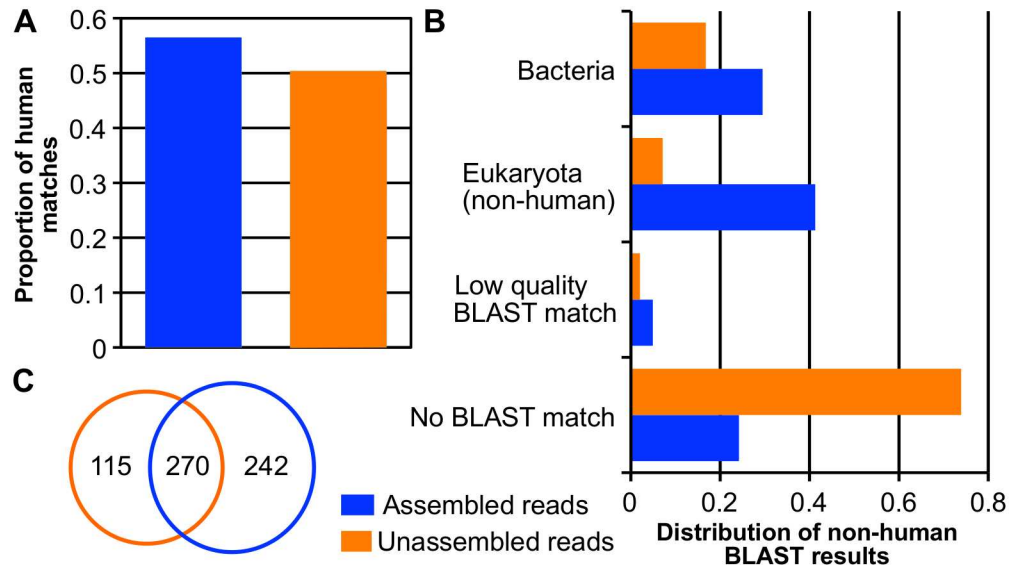 A
Proportion of human
matches
0.6
0.5
0.4
0.3
0.2
0.1
0
B
Bacteria
Eukaryota
(non-human)
Low quality
BLAST match
No BLAST match
0
0.2
0.4
0.6
0.8
Distribution of non-human
BLAST results
C
115
270
242
Assembled reads
Unassembled reads